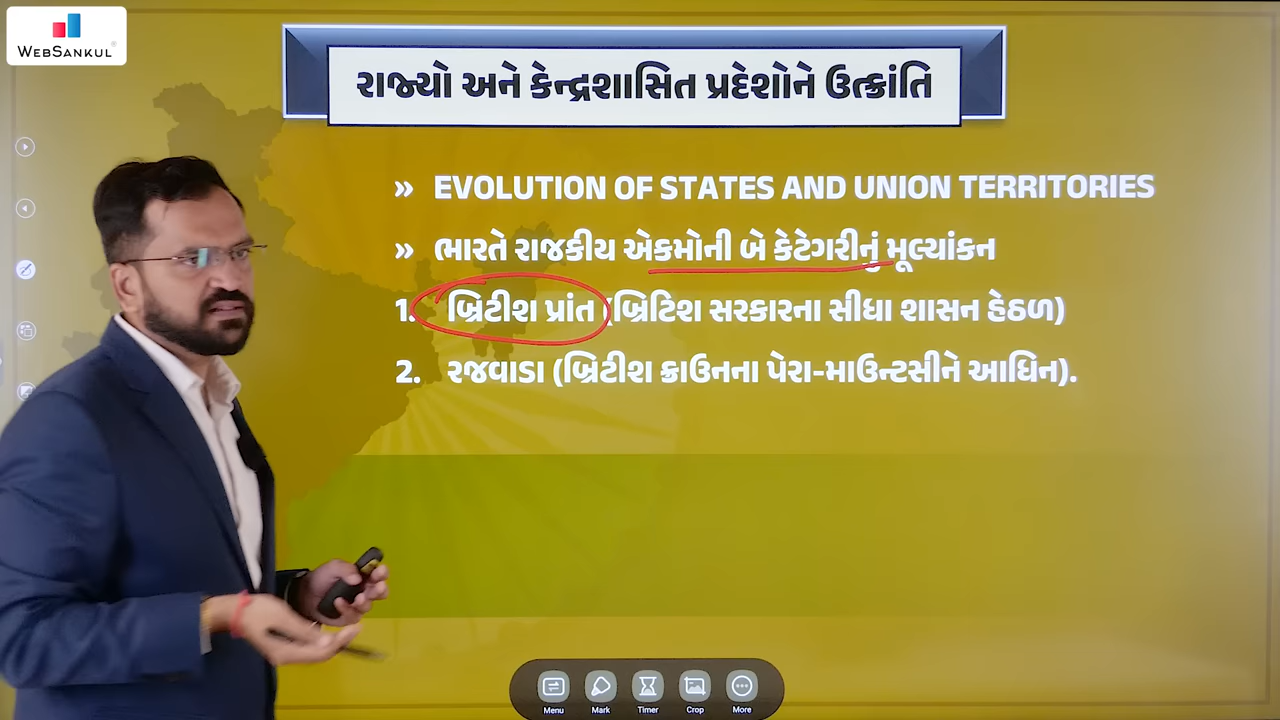 WEBSANKUL
રાજ્યો અને કેન્દ્રશાસિત પ્રદેશોને ઉત્ક્રાંતિ
» EVOLUTION OF STATES AND UNION TERRITORIES
» ભારતે રાજકીય એકમોની બે કેટેગરીનું મૂલ્યાંકન
1. બ્રિટીશ પ્રાંત (બ્રિટિશ સરકારના સીધા શાસન હેઠળ)
2. રજવાડા (બ્રિટીશ ક્રાઉનના પેરા-માઉન્ટસીને આધિન).
Menu Mark Timer Crop More